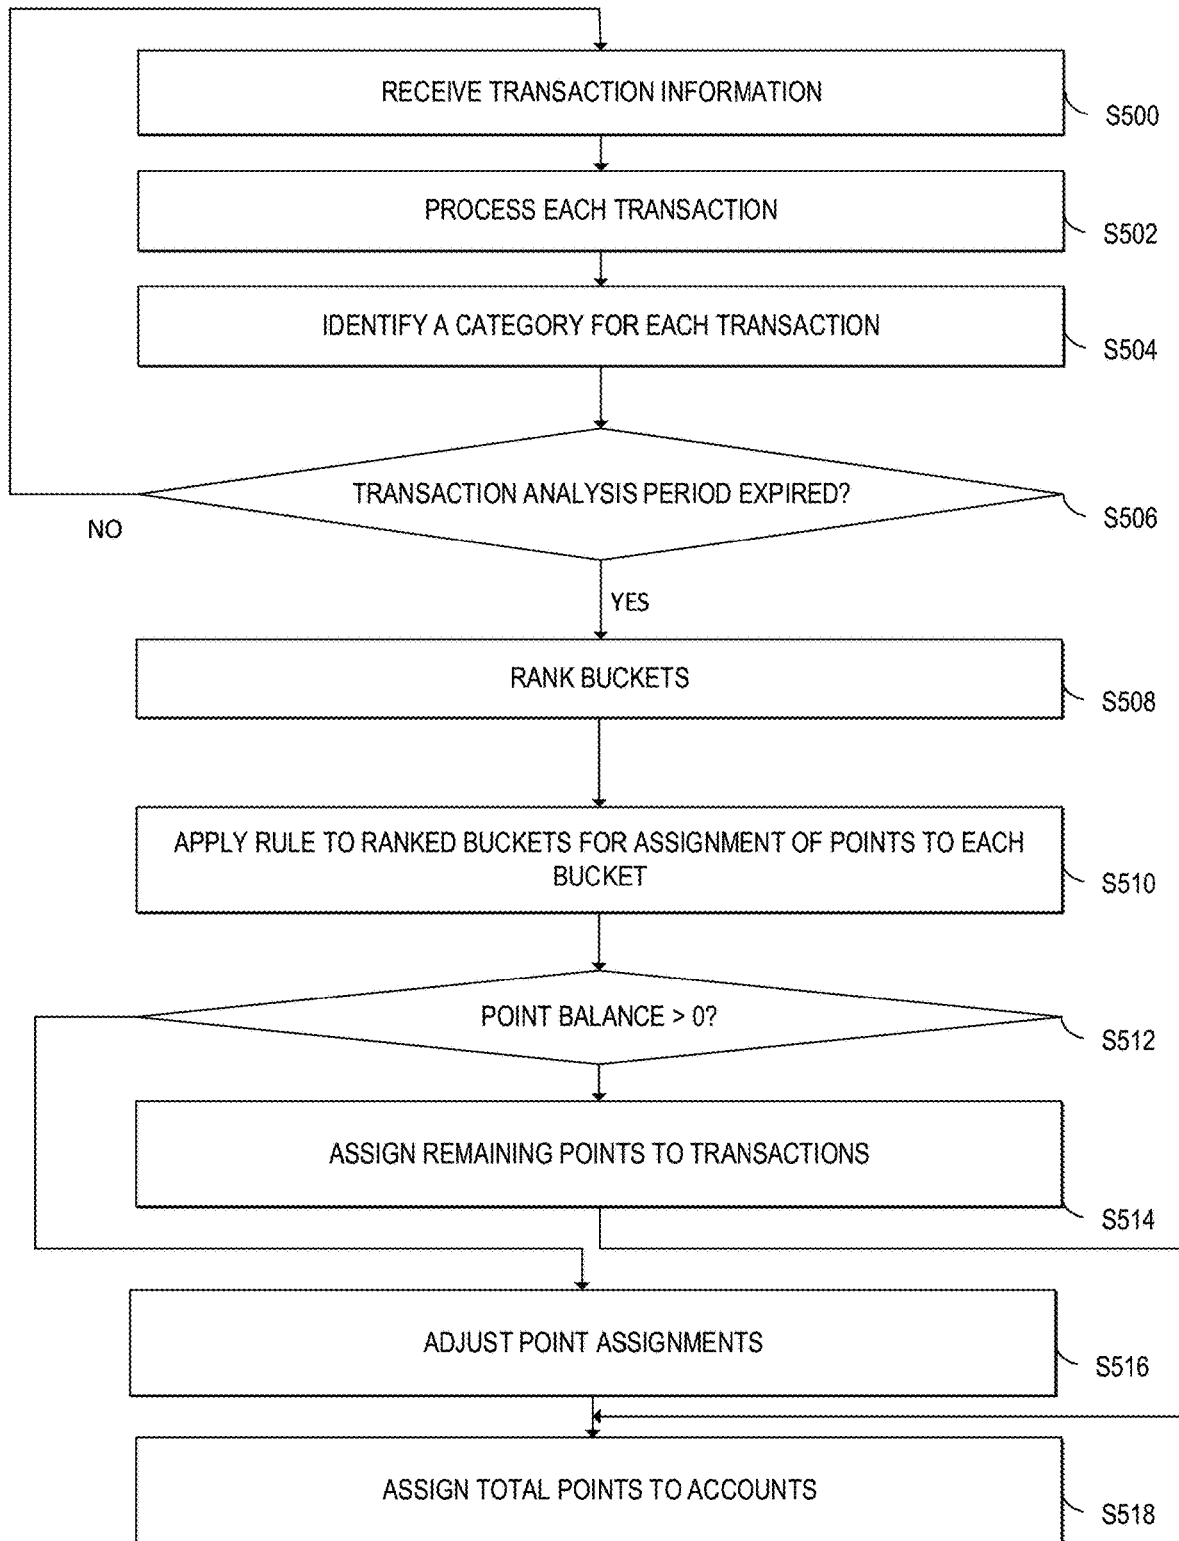 RECEIVE TRANSACTION INFORMATION
S500
PROCESS EACH TRANSACTION
S502
IDENTIFY A CATEGORY FOR EACH TRANSACTION
S504
TRANSACTION ANALYSIS PERIOD EXPIRED?
S506
NO
YES
RANK BUCKETS
S508
APPLY RULE TO RANKED BUCKETS FOR ASSIGNMENT OF POINTS TO EACH
BUCKET
S510
POINT BALANCE > 0?
S512
ASSIGN REMAINING POINTS TO TRANSACTIONS
S514
ADJUST POINT ASSIGNMENTS
S516
ASSIGN TOTAL POINTS TO ACCOUNTS
S518